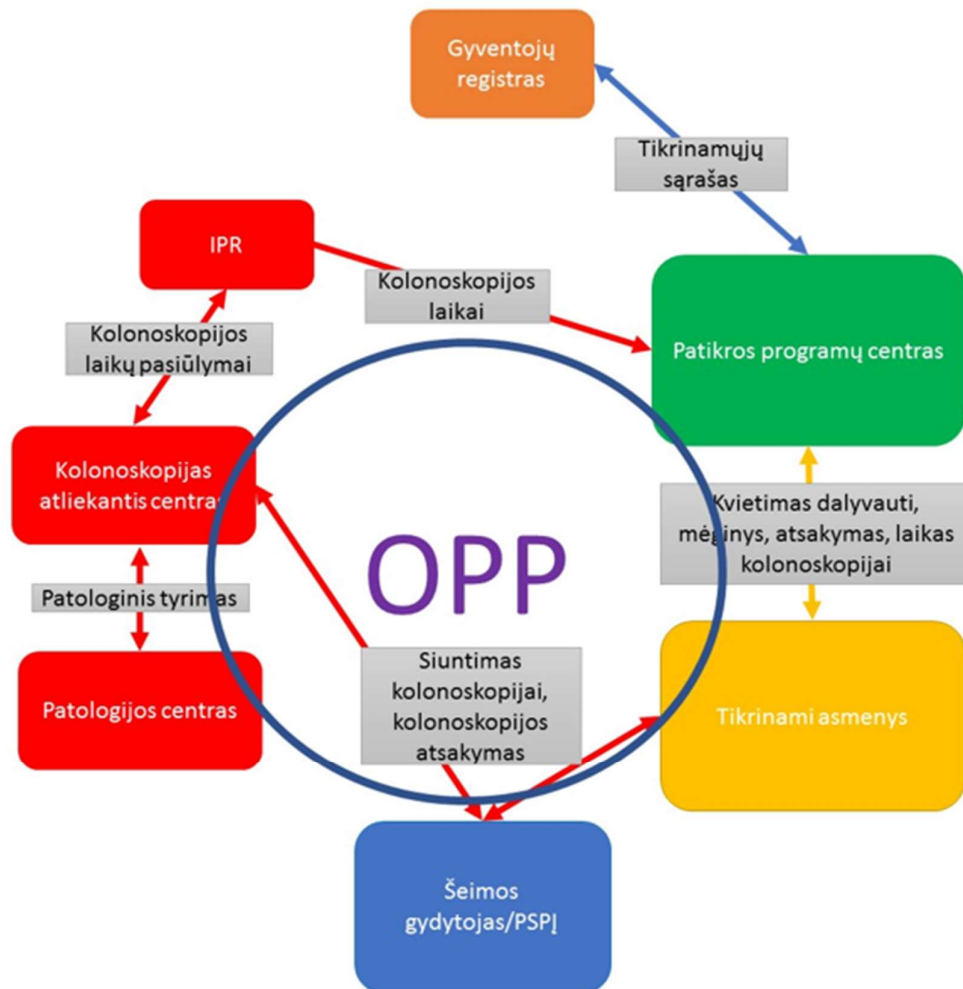 Gyventojų
registras
Tikrinamųjų
sąrašas
IPR
Kolonoskopijos
laikai
Patikros programų centras
Kolonoskopijos
laikų pasiūlymai
Kolonoskopijas
atliekantis centras
Kvietimas dalyvauti,
mėginys, atsakymas, laikas
kolonoskopijai
OPP
Patologinis tyrimas
Siuntimas
kolonoskopijai,
kolonoskopijos
atsakymas
Patologijos centras
Tikrinami asmenys
Šeimos
gydytojas/PSPĮ